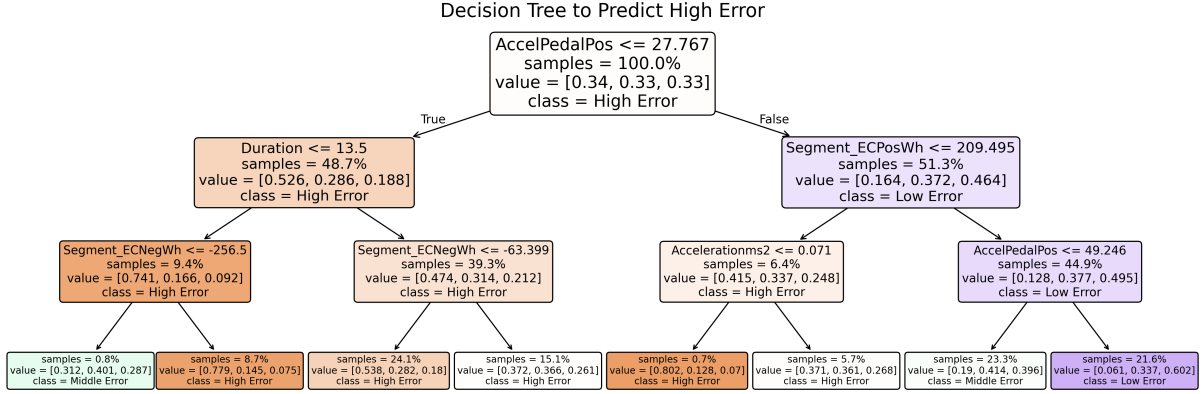 Decision Tree to Predict High Error
AccelPedalPos <= 27.767
samples = 100.0%
value = [0.34, 0.33, 0.33]
class = High Error
True
False
Duration <= 13.5
samples = 48.7%
value = [0.526, 0.286, 0.188]
class = High Error
Segment_ECPosWh <= 209.495
samples = 51.3%
value = [0.164, 0.372, 0.464]
class = Low Error
Segment_ECNegWh <= -256.5
samples = 9.4%
value = [0.741, 0.166, 0.092]
class = High Error
Segment_ECNegWh <= -63.399
samples = 39.3%
value = [0.474, 0.314, 0.212]
class = High Error
Accelerationms2 <= 0.071
samples = 6.4%
value = [0.415, 0.337, 0.248]
class = High Error
AccelPedalPos <= 49.246
samples = 44.9%
value = [0.128, 0.377, 0.495]
class = Low Error
samples = 0.8%
value = [0.312, 0.401, 0.287]
class = Middle Error
samples = 8.7%
value = [0.779, 0.145, 0.075]
class = High Error
samples = 24.1%
value = [0.538, 0.282, 0.18]
class = High Error
samples = 15.1%
value = [0.372, 0.366, 0.261]
class = High Error
samples = 0.7%
value = [0.802, 0.128, 0.07]
class = High Error
samples = 5.7%
value = [0.371, 0.361, 0.268]
class = High Error
samples = 23.3%
value = [0.19, 0.414, 0.396]
class = Middle Error
samples = 21.6%
value = [0.061, 0.337, 0.602]
class = Low Error